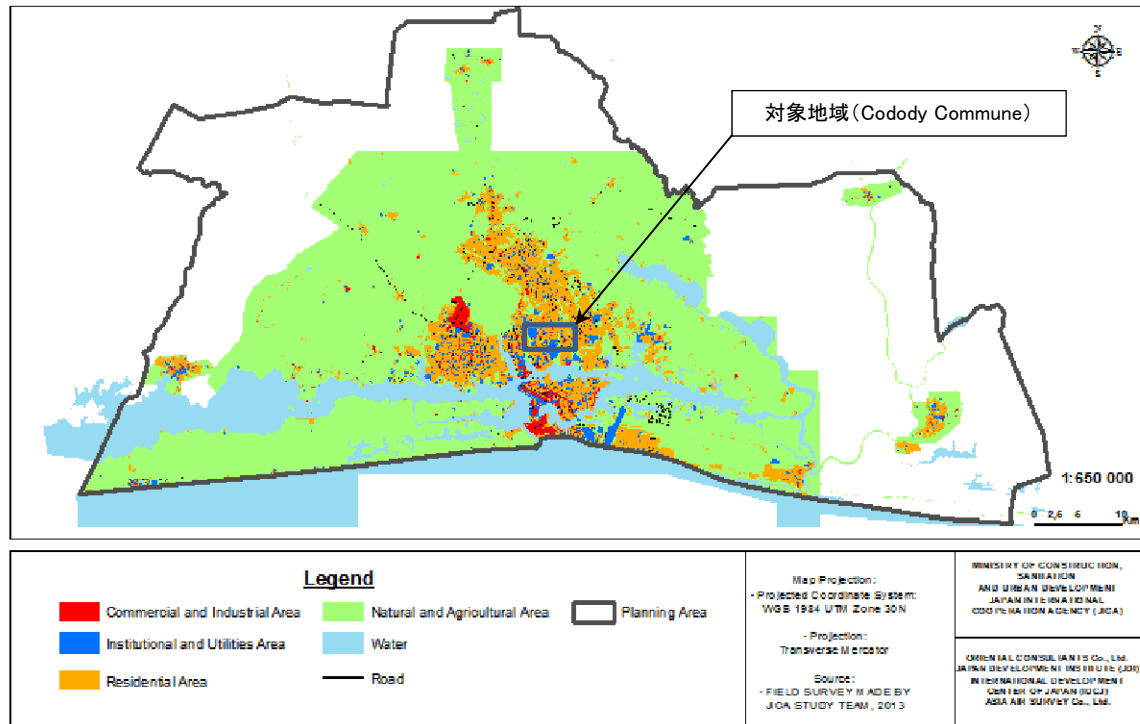 N
W
E
S
対象地域(Codody Commune)
1:650 000
0 2,5 5 10
Km
Legend
Commercial and Industrial Area
Institutional and Utilities Area
Residential Area
Natural and Agricultural Area
Water
Road
Planning Area
Map Projection:
- Projected Coordinate System:
WGS 1984 UTM Zone 30N
- Projection:
Transverse Mercator
Source:
- FIELD SURVEY MADE BY
JICA STUDY TEAM, 2013
MINISTRY OF CONSTRUCTION,
SANITATION
AND URBAN DEVELOPMENT
JAPAN INTERNATIONAL
COOPERATION AGENCY (JICA)
ORIENTAL CONSULTANTS Co., Ltd.
JAPAN DEVELOPMENT INSTITUTE (JDI)
INTERNATIONAL DEVELOPMENT
CENTER OF JAPAN (IDCJ)
ASIA AIR SURVEY Co., Ltd.